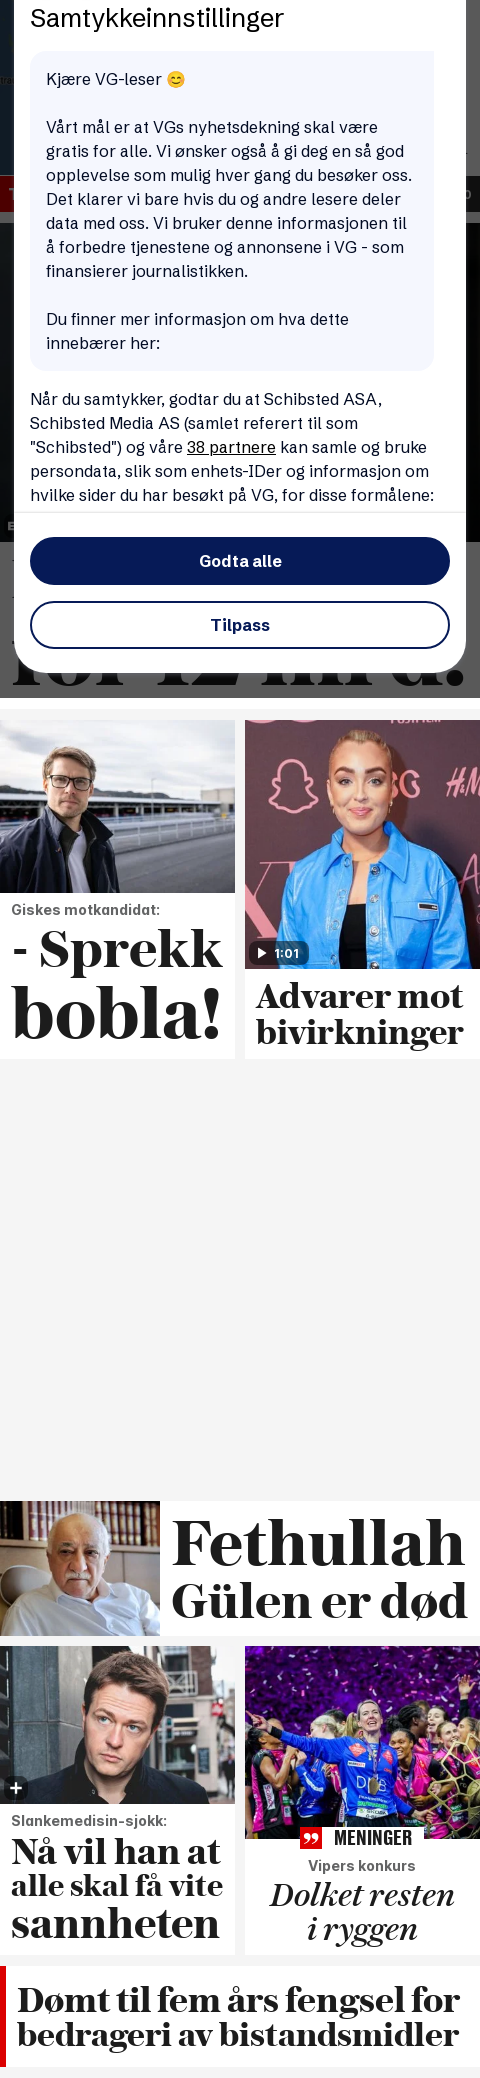 Samtykkeinnstillinger
Kjære VG-leser 😊
Vårt mål er at VGs nyhetsdekning skal være
gratis for alle. Vi ønsker også å gi deg en så god
opplevelse som mulig hver gang du besøker oss.
Det klarer vi bare hvis du og andre lesere deler
data med oss. Vi bruker denne informasjonen til
å forbedre tjenestene og annonsene i VG - som
finansierer journalistikken.
Du finner mer informasjon om hva dette
innebærer her:
Når du samtykker, godtar du at Schibsted ASA,
Schibsted Media AS (samlet referert til som
"Schibsted") og våre 38 partnere kan samle og bruke
persondata, slik som enhets-IDer og informasjon om
hvilke sider du har besøkt på VG, for disse formålene:
Godta alle
Tilpass
for 12 mrd.
H&M
1:01
Giskes motkandidat:
- Sprekk
bobla!
Advarer mot
bivirkninger
Fethullah
Gülen er død
Slankemedisin-sjokk:
Nå vil han at
alle skal få vite
sannheten
MENINGER
Vipers konkurs
Dolket resten
i ryggen
Dømt til fem års fengsel for
bedrageri av bistandsmidler